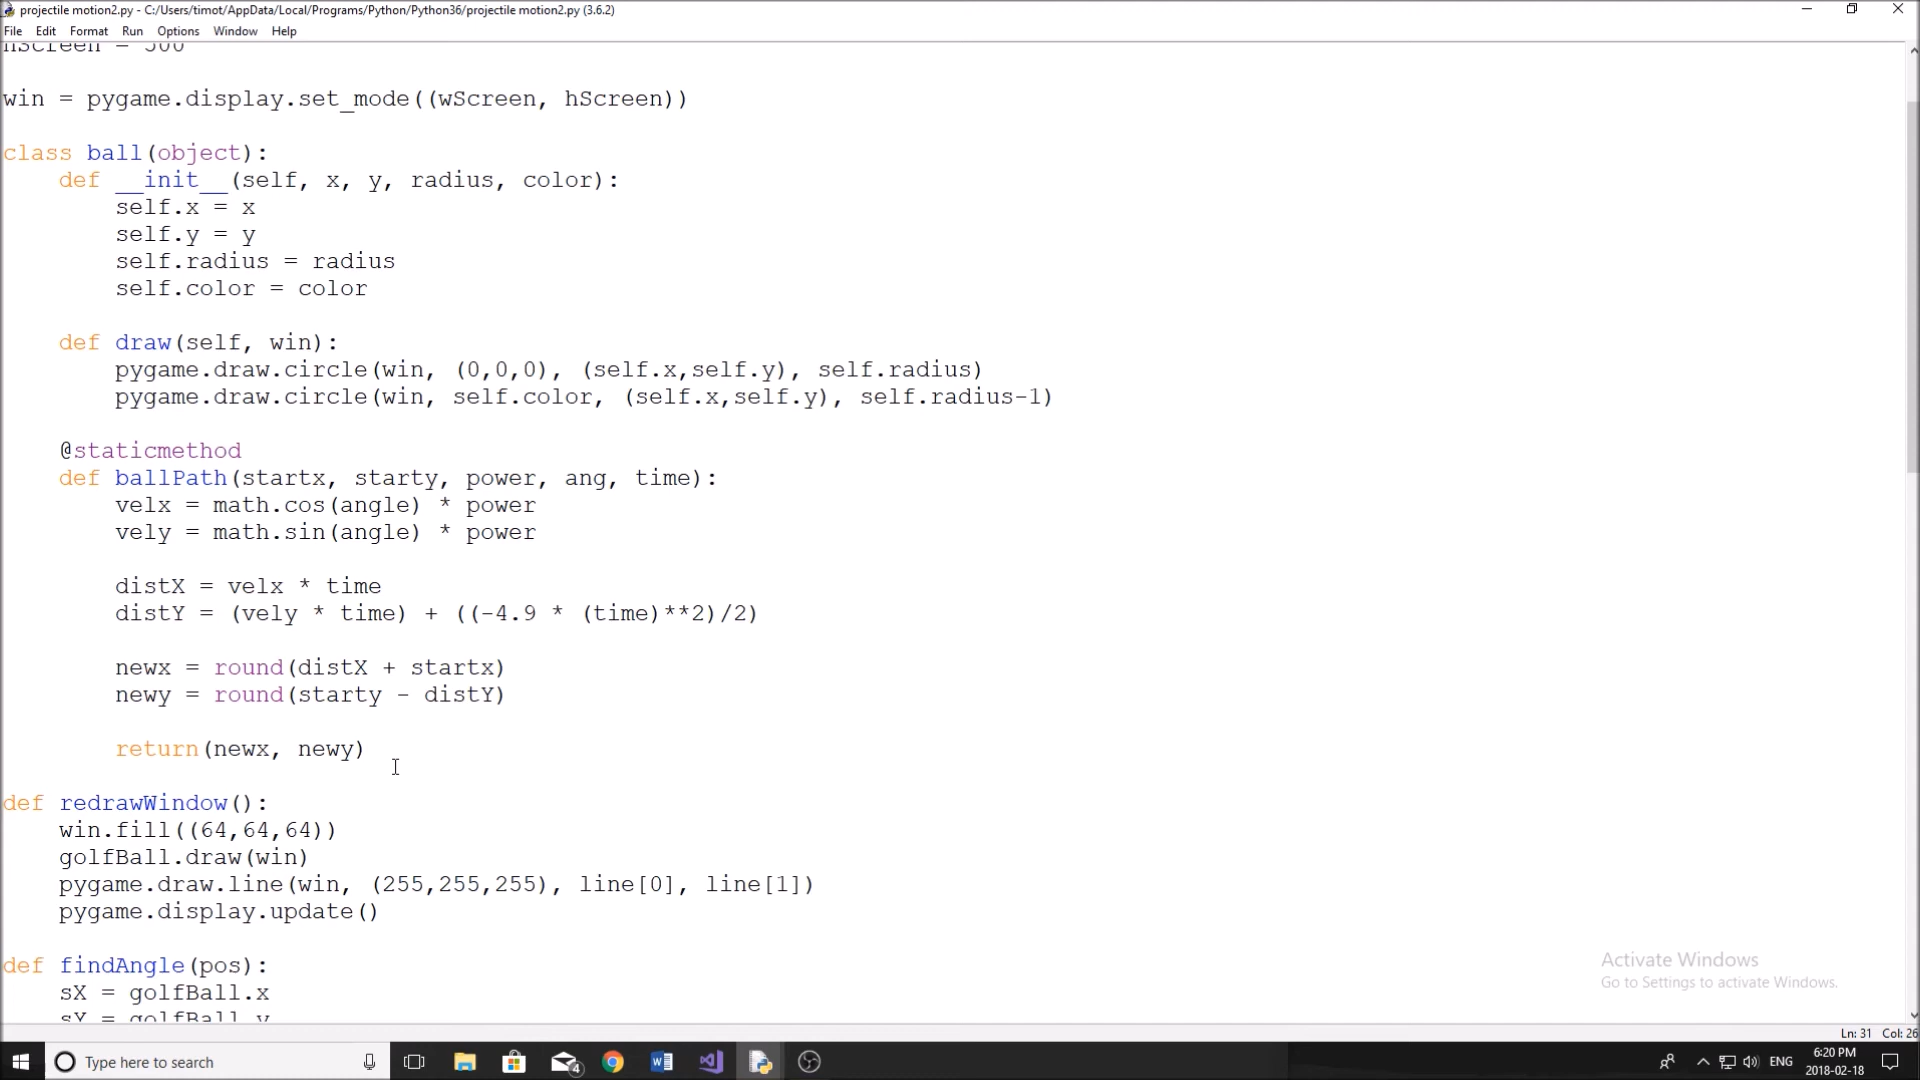 projectile motion2.py - C:/Users/timot/AppData/Local/Programs/Python/Python36/projectile motion2.py (3.6.2)
File Edit Format Run Options Window Help
hScreen = 500
win = pygame.display.set_mode((wScreen, hScreen))
class ball(object):
    def __init__(self, x, y, radius, color):
        self.x = x
        self.y = y
        self.radius = radius
        self.color = color
    def draw(self, win):
        pygame.draw.circle(win, (0,0,0), (self.x,self.y), self.radius)
        pygame.draw.circle(win, self.color, (self.x,self.y), self.radius-1)
    @staticmethod
    def ballPath(startx, starty, power, ang, time):
        velx = math.cos(angle) * power
        vely = math.sin(angle) * power
        distX = velx * time
        distY = (vely * time) + ((-4.9 * (time)**2)/2)
        newx = round(distX + startx)
        newy = round(starty - distY)
        return(newx, newy)
def redrawWindow():
    win.fill((64,64,64))
    golfBall.draw(win)
    pygame.draw.line(win, (255,255,255), line[0], line[1])
    pygame.display.update()
def findAngle(pos):
    sX = golfBall.x
    sY = golfBall.y
Activate Windows
Go to Settings to activate Windows.
Ln: 31 Col: 26
Type here to search
4
ENG
6:20 PM
2018-02-18